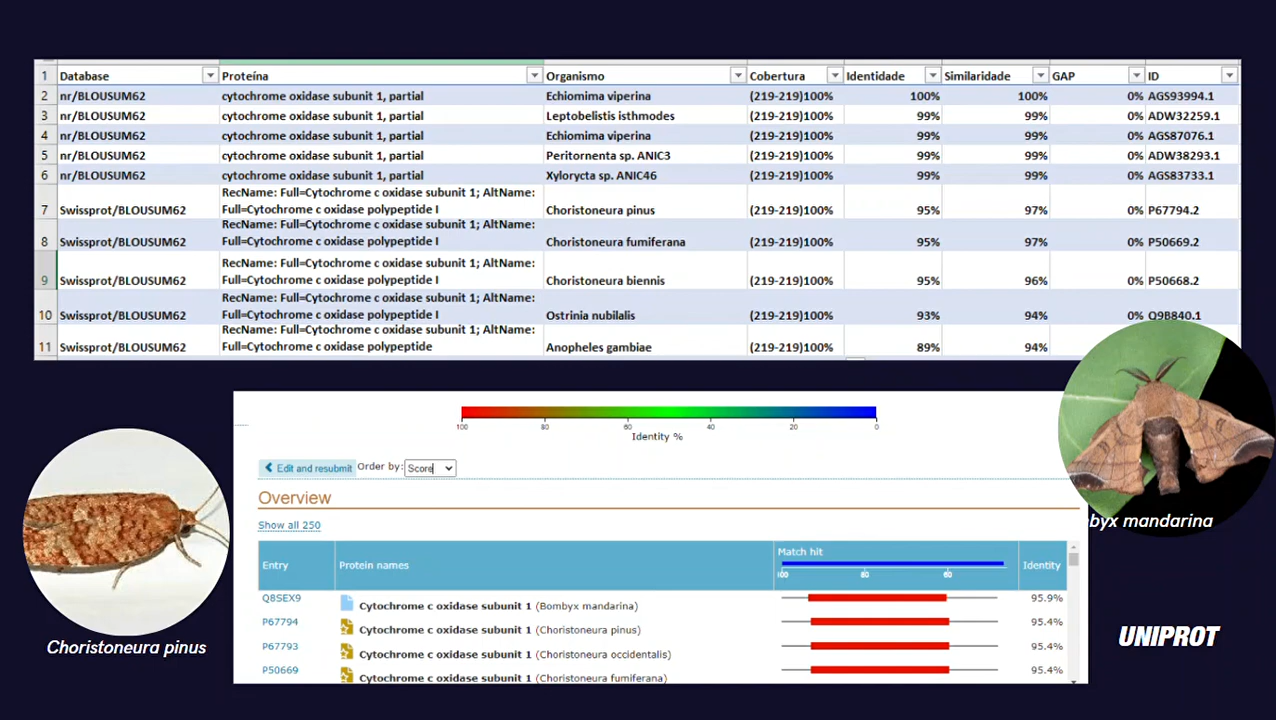 1 Database Proteína Organismo Cobertura Identidade Similaridade GAP ID
2 nr/BLOUSUM62 cytochrome oxidase subunit 1, partial Echiomima viperina (219-219)100% 100% 100% 0% AGS93994.1
3 nr/BLOUSUM62 cytochrome oxidase subunit 1, partial Leptobelistis isthmodes (219-219)100% 99% 99% 0% ADW32259.1
4 nr/BLOUSUM62 cytochrome oxidase subunit 1, partial Echiomima viperina (219-219)100% 99% 99% 0% AGS87076.1
5 nr/BLOUSUM62 cytochrome oxidase subunit 1, partial Peritornenta sp. ANIC3 (219-219)100% 99% 99% 0% ADW38293.1
6 nr/BLOUSUM62 cytochrome oxidase subunit 1, partial Xylorycta sp. ANIC46 (219-219)100% 99% 99% 0% AGS83733.1
RecName: Full=Cytochrome c oxidase subunit 1; AltName:
7 Swissprot/BLOUSUM62 Full=Cytochrome c oxidase polypeptide I Choristoneura pinus (219-219)100% 95% 97% 0% P67794.2
RecName: Full=Cytochrome c oxidase subunit 1; AltName:
8 Swissprot/BLOUSUM62 Full=Cytochrome c oxidase polypeptide I Choristoneura fumiferana (219-219)100% 95% 97% 0% P50669.2
RecName: Full=Cytochrome c oxidase subunit 1; AltName:
9 Swissprot/BLOUSUM62 Full=Cytochrome c oxidase polypeptide I Choristoneura biennis (219-219)100% 95% 96% 0% P50668.2
RecName: Full=Cytochrome c oxidase subunit 1; AltName:
10 Swissprot/BLOUSUM62 Full=Cytochrome c oxidase polypeptide I Ostrinia nubilalis (219-219)100% 93% 94% 0% Q9B840.1
RecName: Full=Cytochrome c oxidase subunit 1; AltName:
11 Swissprot/BLOUSUM62 Full=Cytochrome c oxidase polypeptide Anopheles gambiae (219-219)100% 89% 94%
100 80 60 40 20 0
Identity %
Edit and resubmit Order by: Score
Overview
Show all 250
Entry Protein names Match hit Identity
100 80 60
Q8SEX9 Cytochrome c oxidase subunit 1 (Bombyx mandarina) 95.9%
P67794 Cytochrome c oxidase subunit 1 (Choristoneura pinus) 95.4%
P67793 Cytochrome c oxidase subunit 1 (Choristoneura occidentalis) 95.4%
P50669 Cytochrome c oxidase subunit 1 (Choristoneura fumiferana) 95.4%
Choristoneura pinus
byx mandarina
UNIPROT